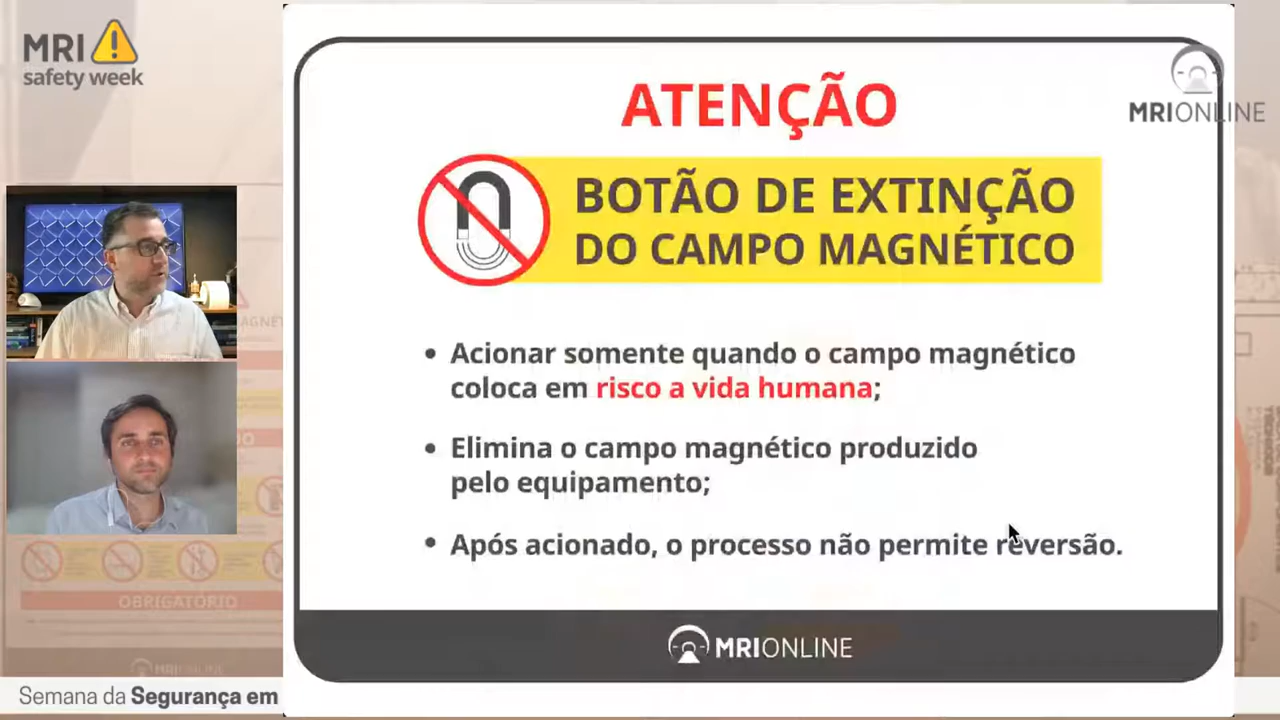 MRI
safety week
ATENÇÃO
MRIONLINE
BOTÃO DE EXTINÇÃO
DO CAMPO MAGNÉTICO
• Acionar somente quando o campo magnético
coloca em risco a vida humana;
• Elimina o campo magnético produzido
pelo equipamento;
• Após acionado, o processo não permite reversão.
OBRIGATÓRIO
MRIONLINE
MRIONLINE
Semana da Segurança em